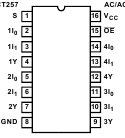 CT257 AC/AC
S 1 16 VCC
1I0 2 15 OE
1I1 3 14 4I0
1Y 4 13 4I1
2I0 5 12 4Y
2I1 6 11 3I0
2Y 7 10 3I1
GND 8 9 3Y